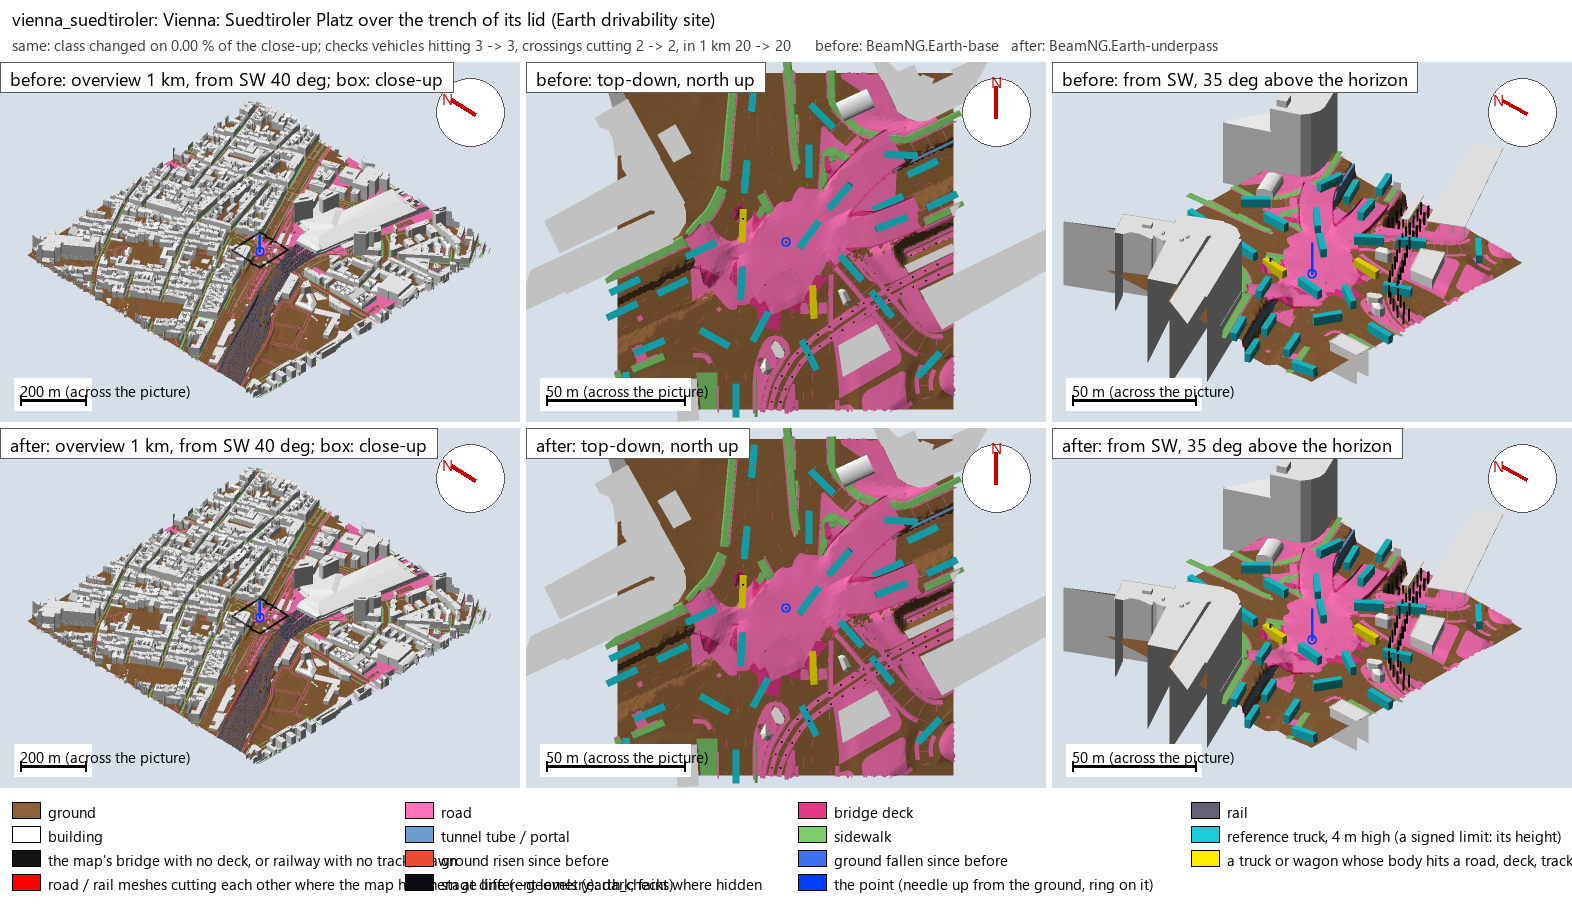 vienna_suedtiroler: Vienna: Suedtiroler Platz over the trench of its lid (Earth drivability site)
same: class changed on 0.00 % of the close-up; checks vehicles hitting 3 -> 3, crossings cutting 2 -> 2, in 1 km 20 -> 20 before: BeamNG.Earth-base after: BeamNG.Earth-underpass
before: overview 1 km, from SW 40 deg; box: close-up
before: top-down, north up
before: from SW, 35 deg above the horizon
N
N
N
200 m (across the picture)
50 m (across the picture)
50 m (across the picture)
after: overview 1 km, from SW 40 deg; box: close-up
after: top-down, north up
after: from SW, 35 deg above the horizon
N
N
N
200 m (across the picture)
50 m (across the picture)
50 m (across the picture)
ground
road
bridge deck
rail
building
tunnel tube / portal
sidewalk
reference truck, 4 m high (a signed limit: its height)
the map's bridge with no deck, or railway with no track
ground risen since before
ground fallen since before
a truck or wagon whose body hits a road, deck, track
road / rail meshes cutting each other where the map
where hidden
the point (needle up from the ground, ring on it)